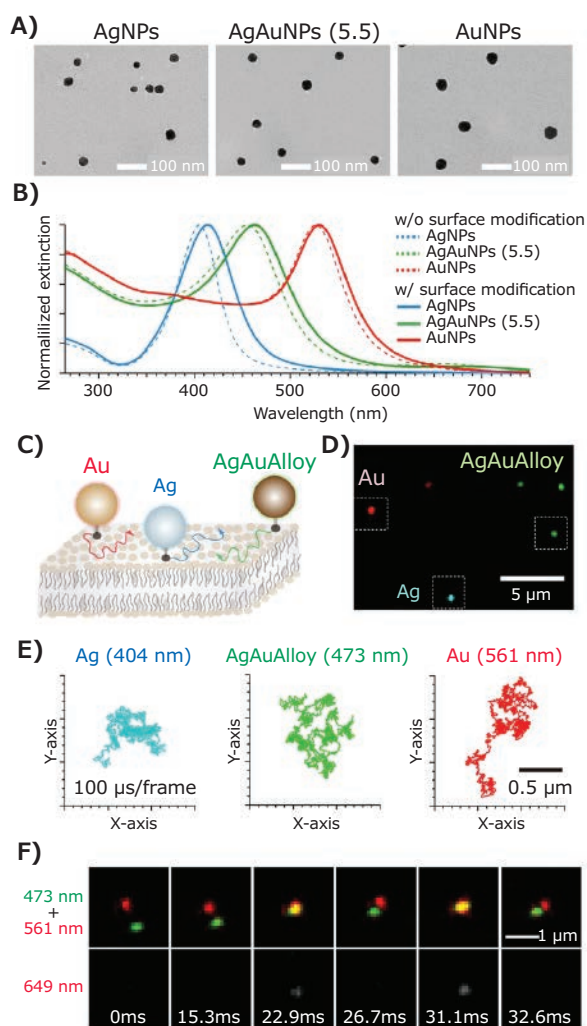 A)
AgNPs AgAuNPs (5.5) AuNPs
100 nm 100 nm 100 nm
B)
Normalilized extinction
w/o surface modification
AgNPs
AgAuNPs (5.5)
AuNPs
w/ surface modification
AgNPs
AgAuNPs (5.5)
AuNPs
300 400 500 600 700
Wavelength (nm)
C)
Au
Ag
AgAuAlloy
D)
Au
AgAuAlloy
Ag
5 µm
E)
Ag (404 nm) AgAuAlloy (473 nm) Au (561 nm)
Y-axis Y-axis Y-axis
100 µs/frame
0.5 µm
X-axis X-axis X-axis
F)
473 nm
+
561 nm
1 µm
649 nm
0ms 15.3ms 22.9ms 26.7ms 31.1ms 32.6ms